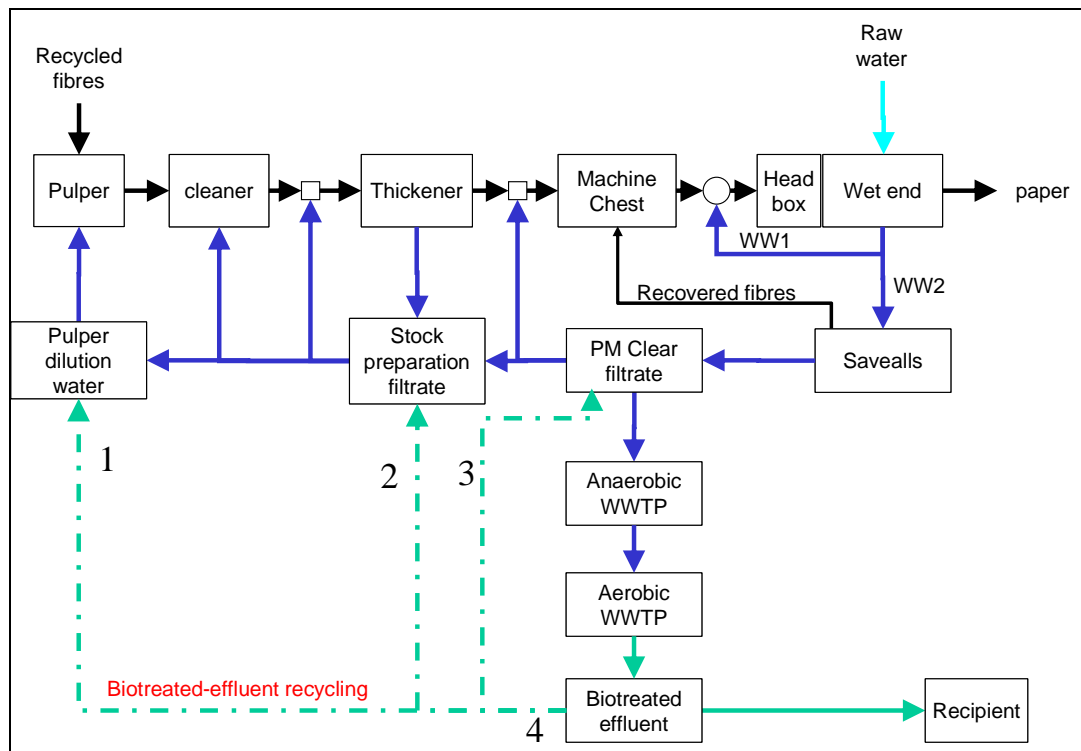 Recycled
fibres
Raw
water
Pulper
cleaner
Thickener
Machine
Chest
Head
box
Wet end
paper
WW1
WW2
Recovered fibres
Pulper
dilution
water
Stock
preparation
filtrate
PM Clear
filtrate
Savealls
1
2
3
Anaerobic
WWTP
Aerobic
WWTP
Biotreated-effluent recycling
4
Biotreated
effluent
Recipient